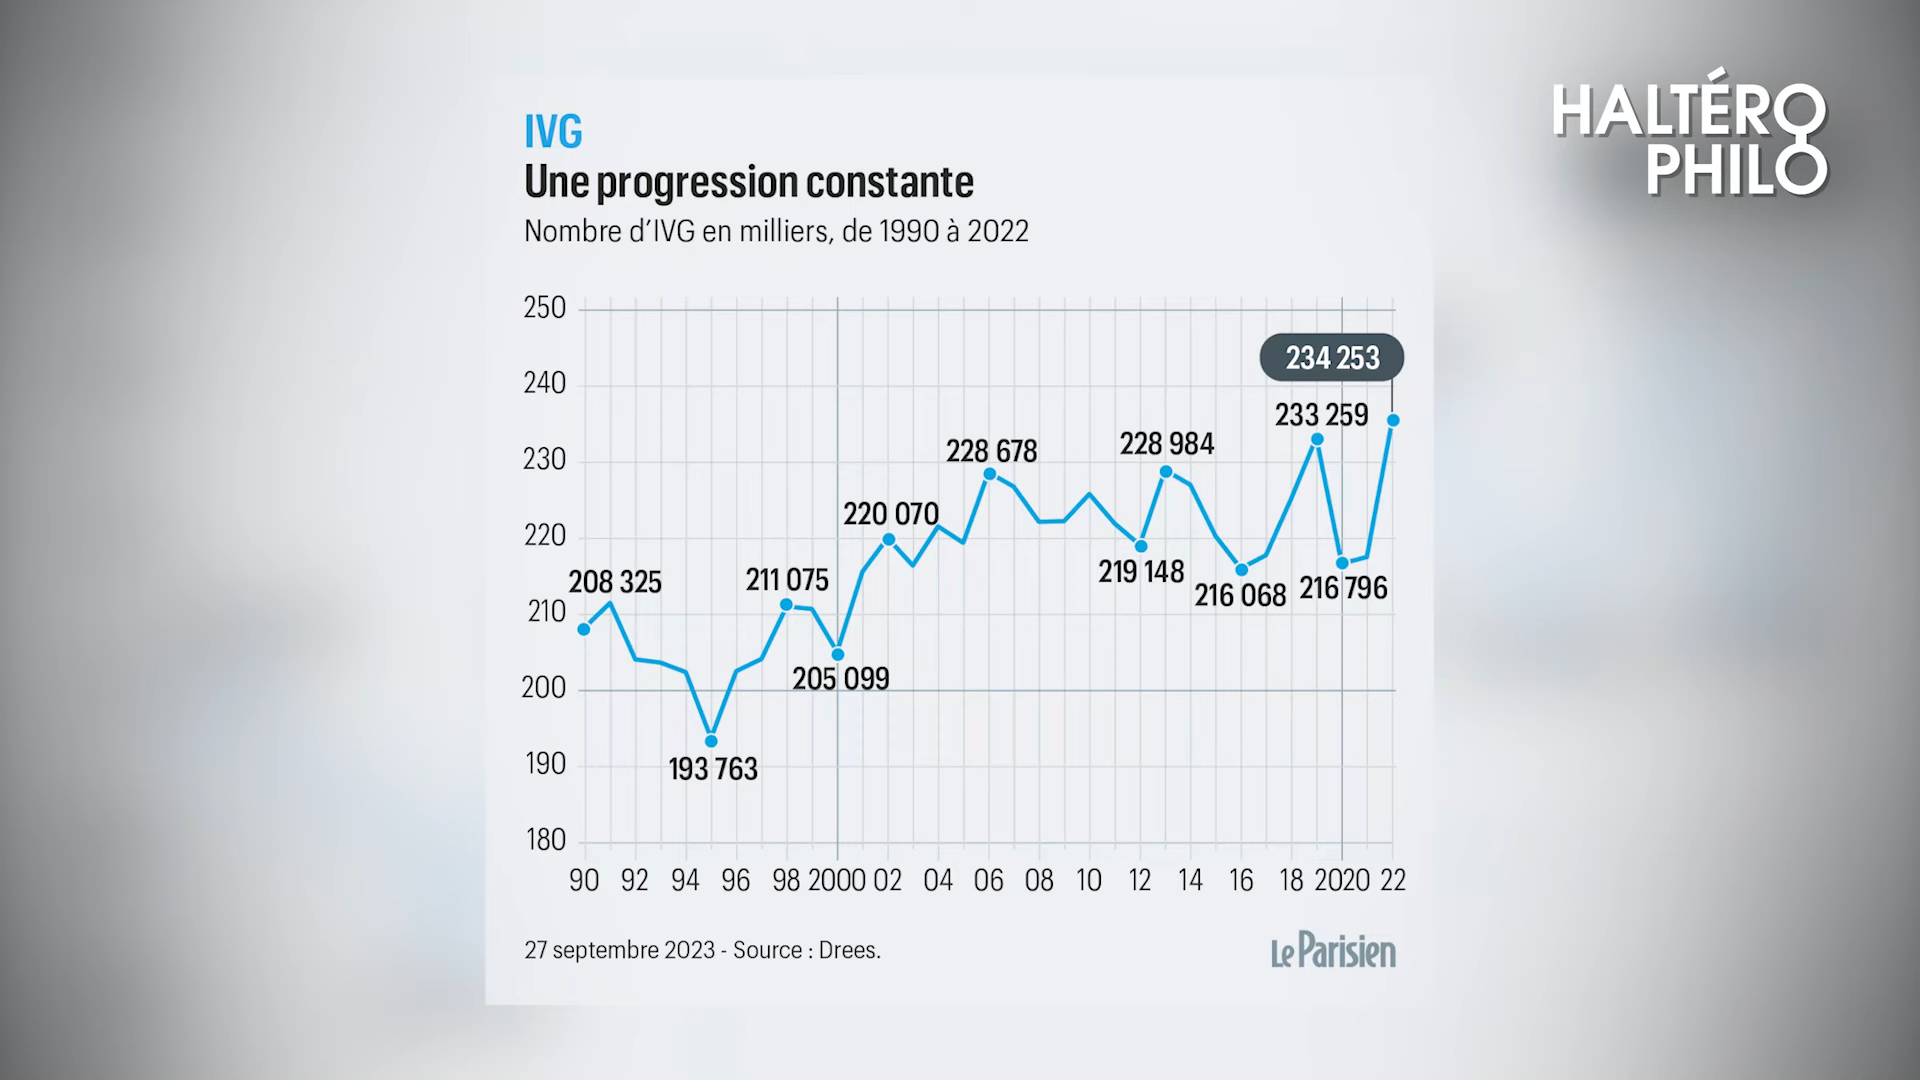 HALTÉRO
PHILO
IVG
Une progression constante
Nombre d'IVG en milliers, de 1990 à 2022
250
234 253
240
233 259
228 984
228 678
230
220 070
220
219 148
211 075
208 325
216 068
216 796
210
205 099
200
193 763
190
180
90 92 94 96 98 2000 02 04 06 08 10 12 14 16 18 2020 22
27 septembre 2023 - Source : Drees.
Le Parisien